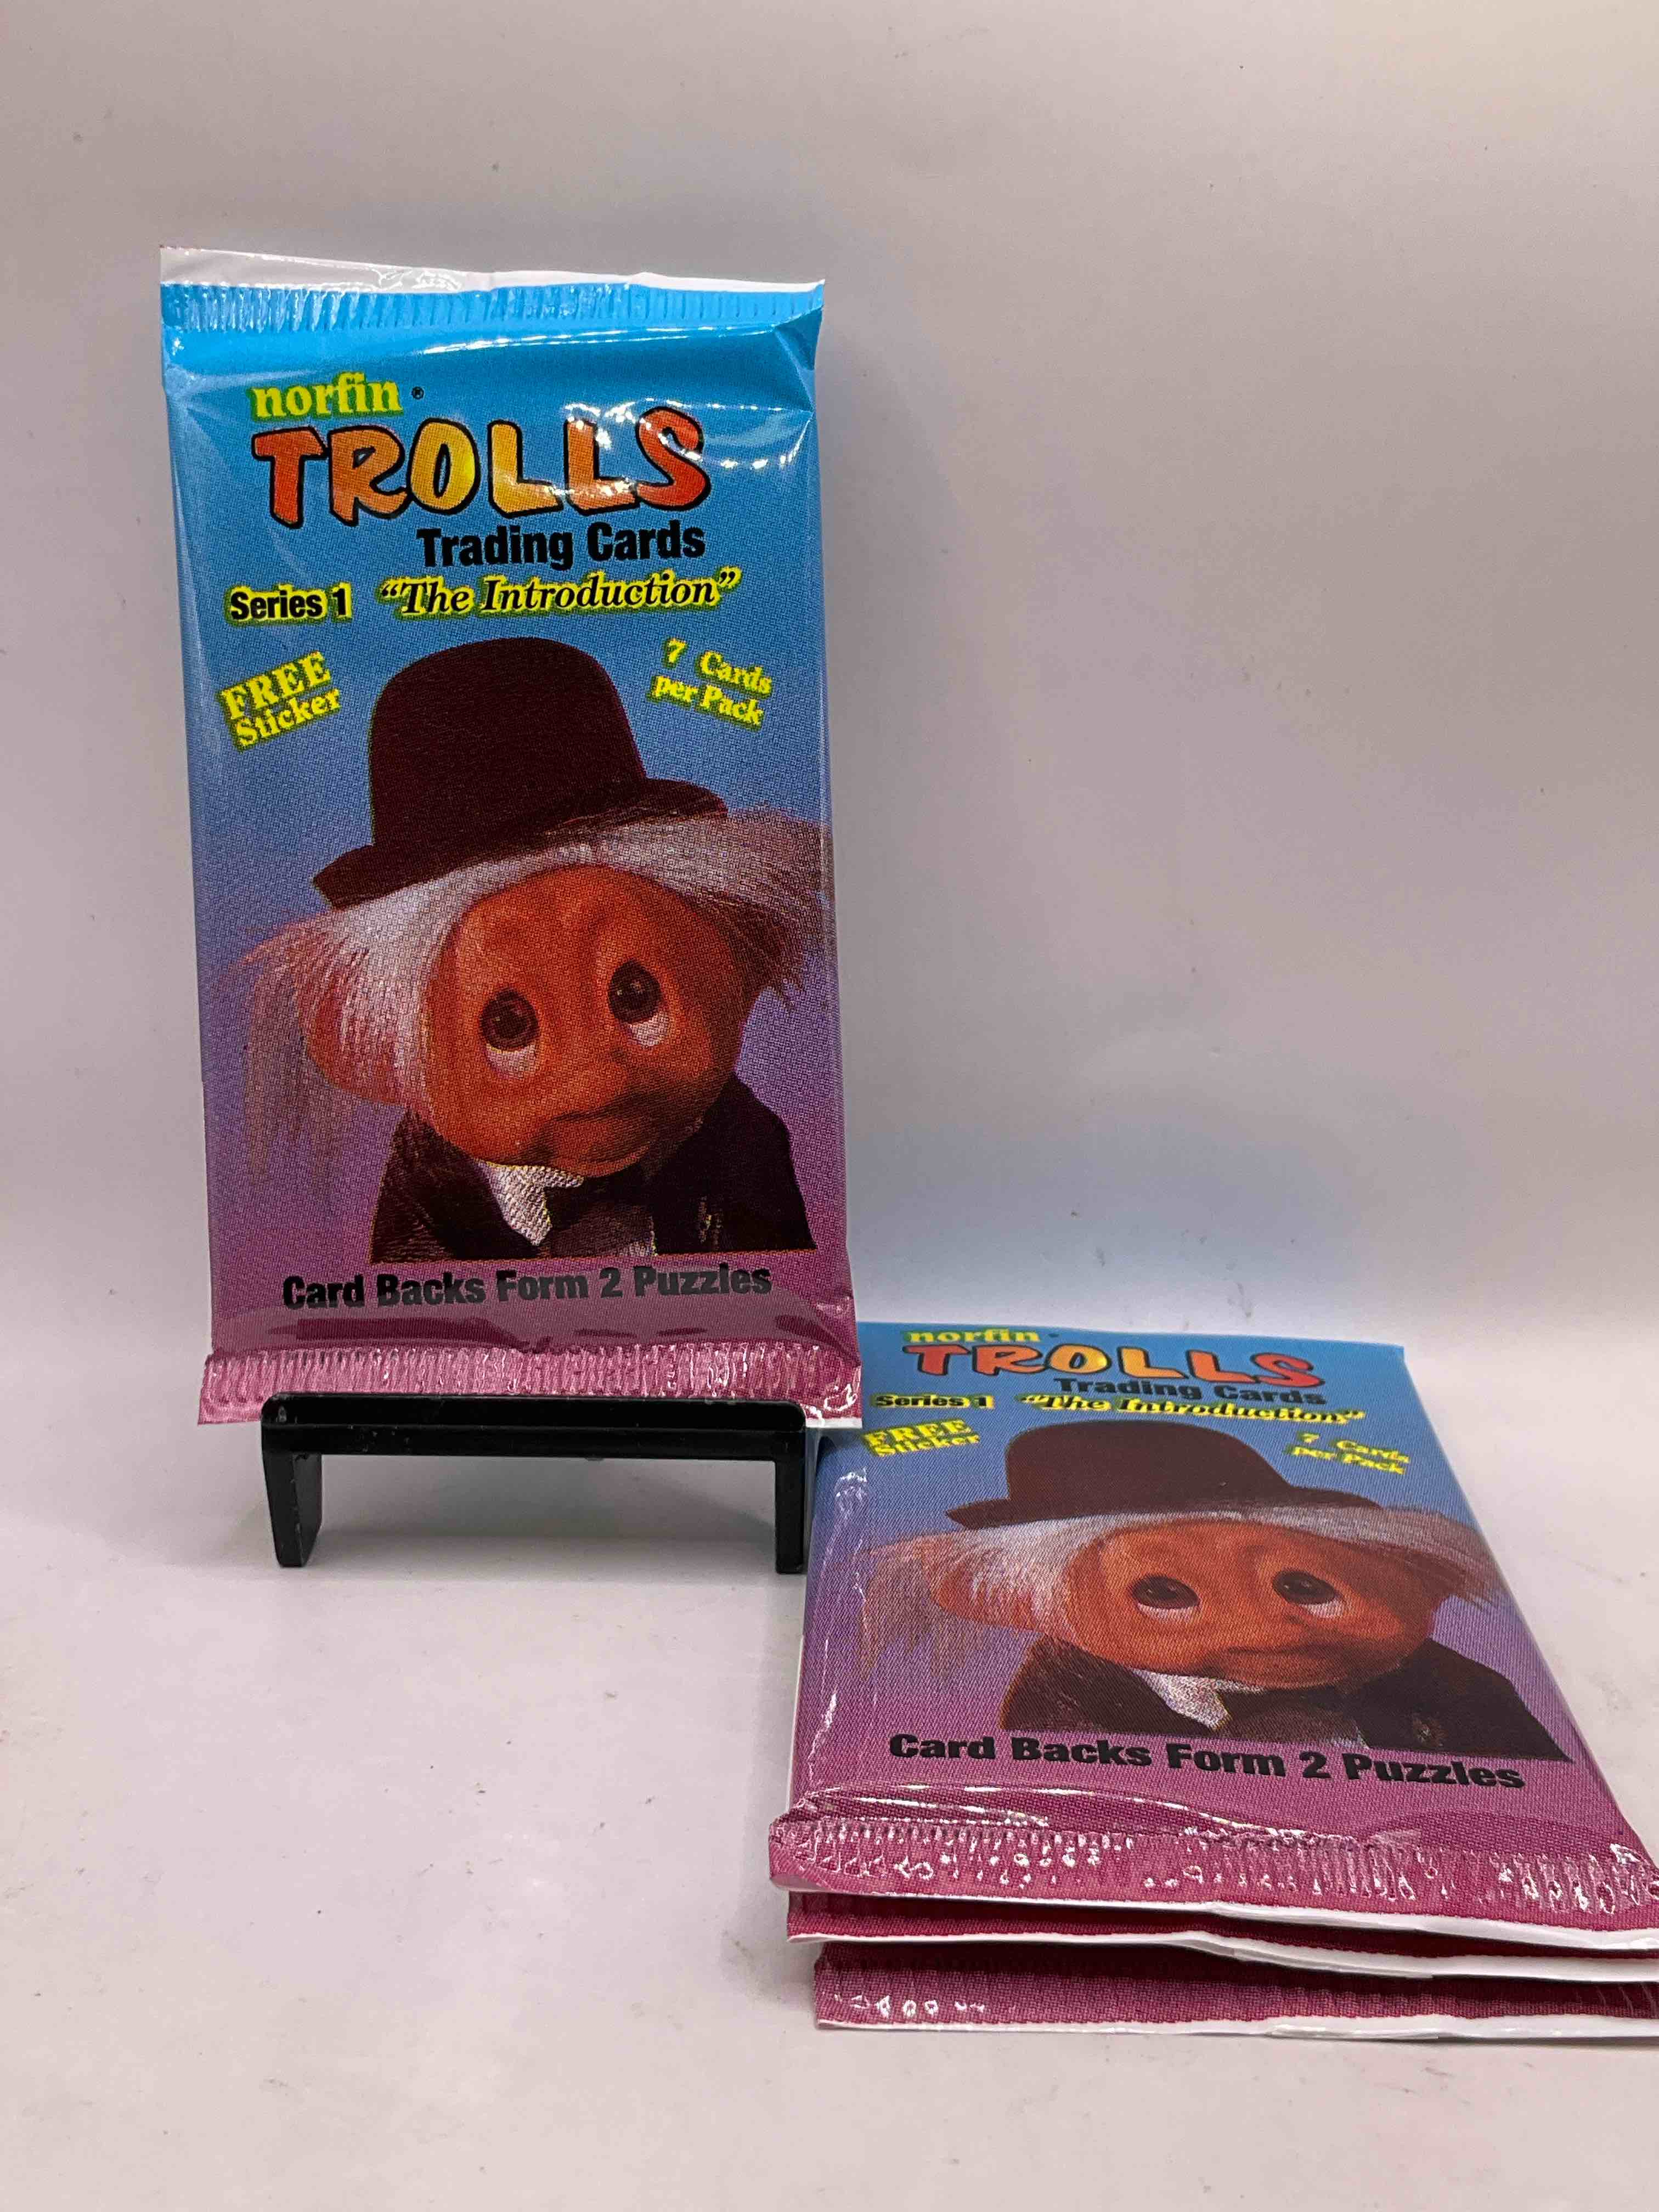 norfin®
TROLLS
Trading Cards
Series 1 "The Introduction"
FREE
Sticker
7 Cards
per Pack
Card Backs Form 2 Puzzles
norfin
TROLLS
Trading Cards
Series 1 "The Introduction"
FREE
Sticker
7 Cards
per Pack
Card Backs Form 2 Puzzles